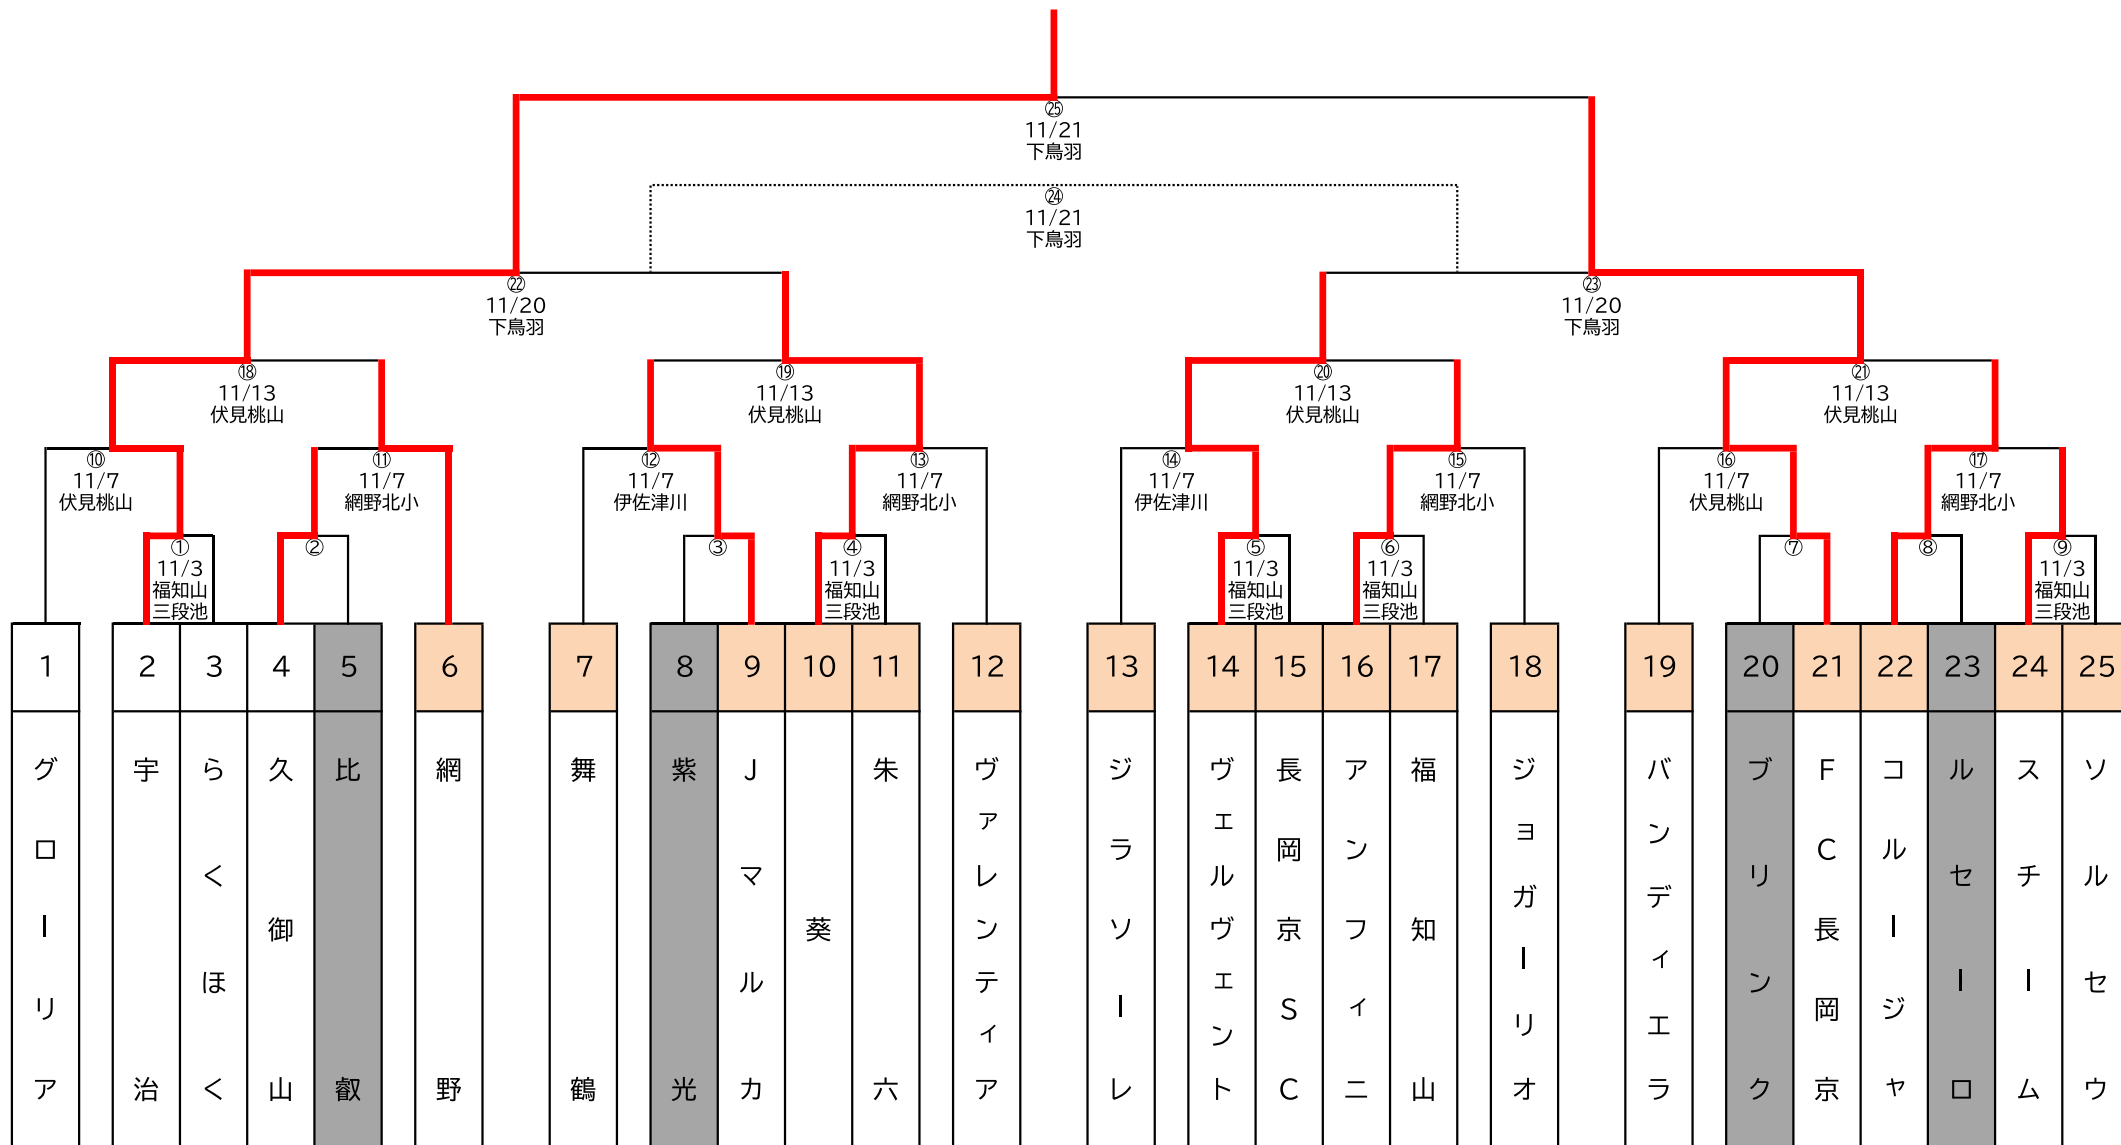 ㉕
11/21
下鳥羽
㉔
11/21
下鳥羽
㉒
11/20
下鳥羽
㉓
11/20
下鳥羽
⑱
11/13
伏見桃山
⑲
11/13
伏見桃山
⑳
11/13
伏見桃山
㉑
11/13
伏見桃山
⑩
11/7
伏見桃山
⑪
11/7
網野北小
⑫
11/7
伊佐津川
⑬
11/7
網野北小
⑭
11/7
伊佐津川
⑮
11/7
網野北小
⑯
11/7
伏見桃山
⑰
11/7
網野北小
①
11/3
福知山
三段池
②
③
④
11/3
福知山
三段池
⑤
11/3
福知山
三段池
⑥
11/3
福知山
三段池
⑦
⑧
⑨
11/3
福知山
三段池
1
2
3
4
5
6
7
8
9
10
11
12
13
14
15
16
17
18
19
20
21
22
23
24
25
グローリア
宇治
らくほく
久御山
比叡
網野
舞鶴
紫光
Jマルカ
葵
朱六
ヴァレンティア
ジラソーレ
ヴェルヴェント
長岡京SC
アンフィニ
福知山
ジョガーリオ
バンディエラ
ブリンク
FC長岡京
コルージャ
ルセーロ
スチーム
ソルセウ